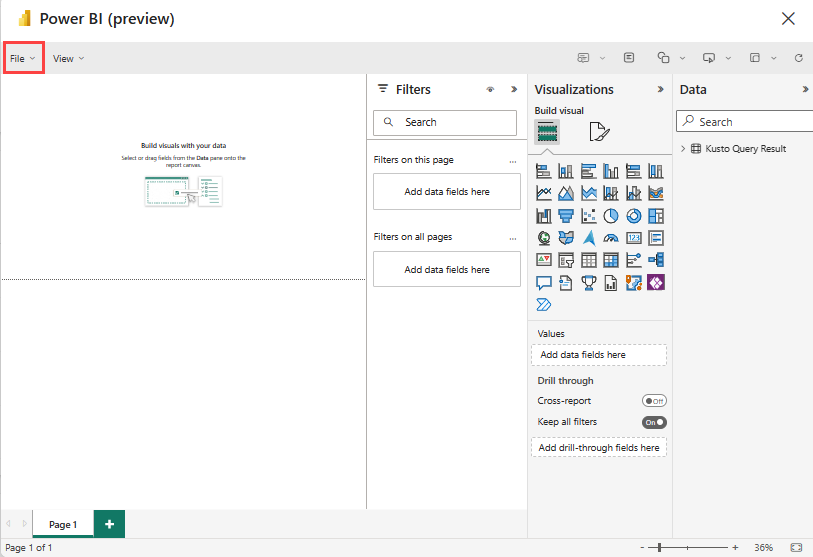 Power BI (preview)
File View
Filters
Search
Filters on this page
...
Add data fields here
Filters on all pages
...
Add data fields here
Build visuals with your data
Select or drag fields from the Data pane onto the
report canvas.
Visualizations
Build visual
123
Values
Add data fields here
Drill through
Cross-report
Off
Keep all filters
On
Add drill-through fields here
Data
Search
Kusto Query Result
Page 1
+
Page 1 of 1
- + 36%